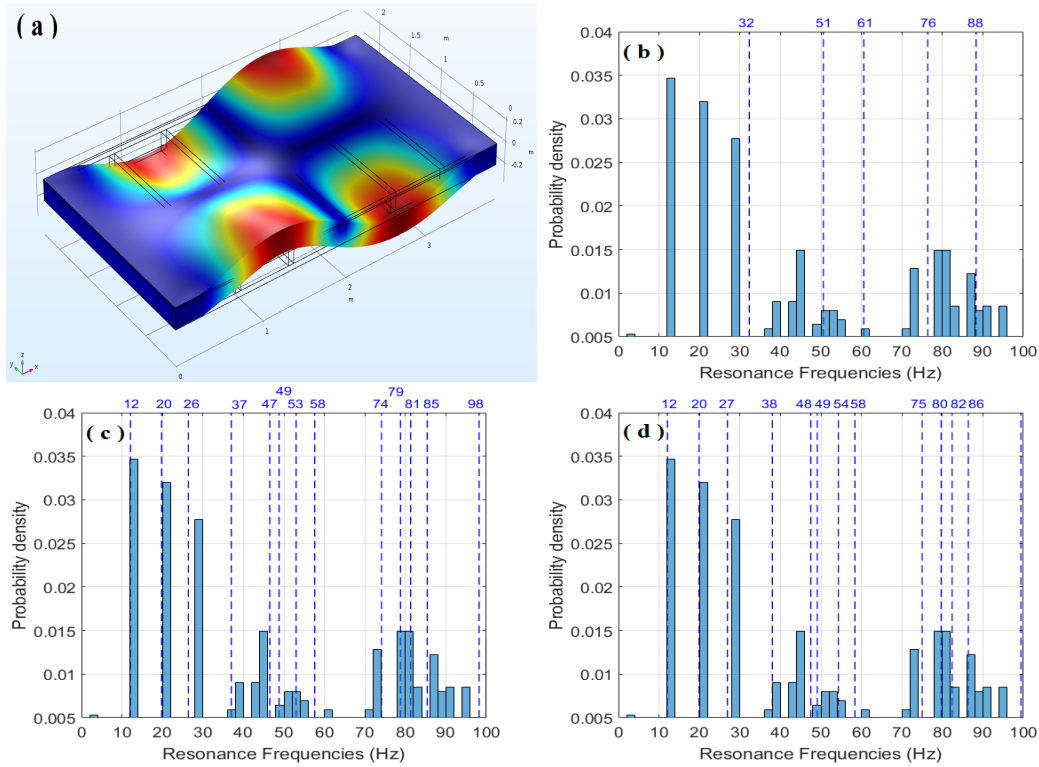 ( a )
2
1.5
m
1
0.5
0
0.2
0
m
-0.2
3
2
m
1
0
z
y
x
32 51 61 76 88
( b )
0.04
0.035
0.03
0.025
0.02
0.015
0.01
0.005
Probability density
0 10 20 30 40 50 60 70 80 90 100
Resonance Frequencies (Hz)
49 79
12 20 26 37 47 53 58 74 81 85 98
( c )
0.04
0.035
0.03
0.025
0.02
0.015
0.01
0.005
Probability density
0 10 20 30 40 50 60 70 80 90 100
Resonance Frequencies (Hz)
12 20 27 38 48 49 54 58 75 80 82 86
( d )
0.04
0.035
0.03
0.025
0.02
0.015
0.01
0.005
Probability density
0 10 20 30 40 50 60 70 80 90 100
Resonance Frequencies (Hz)